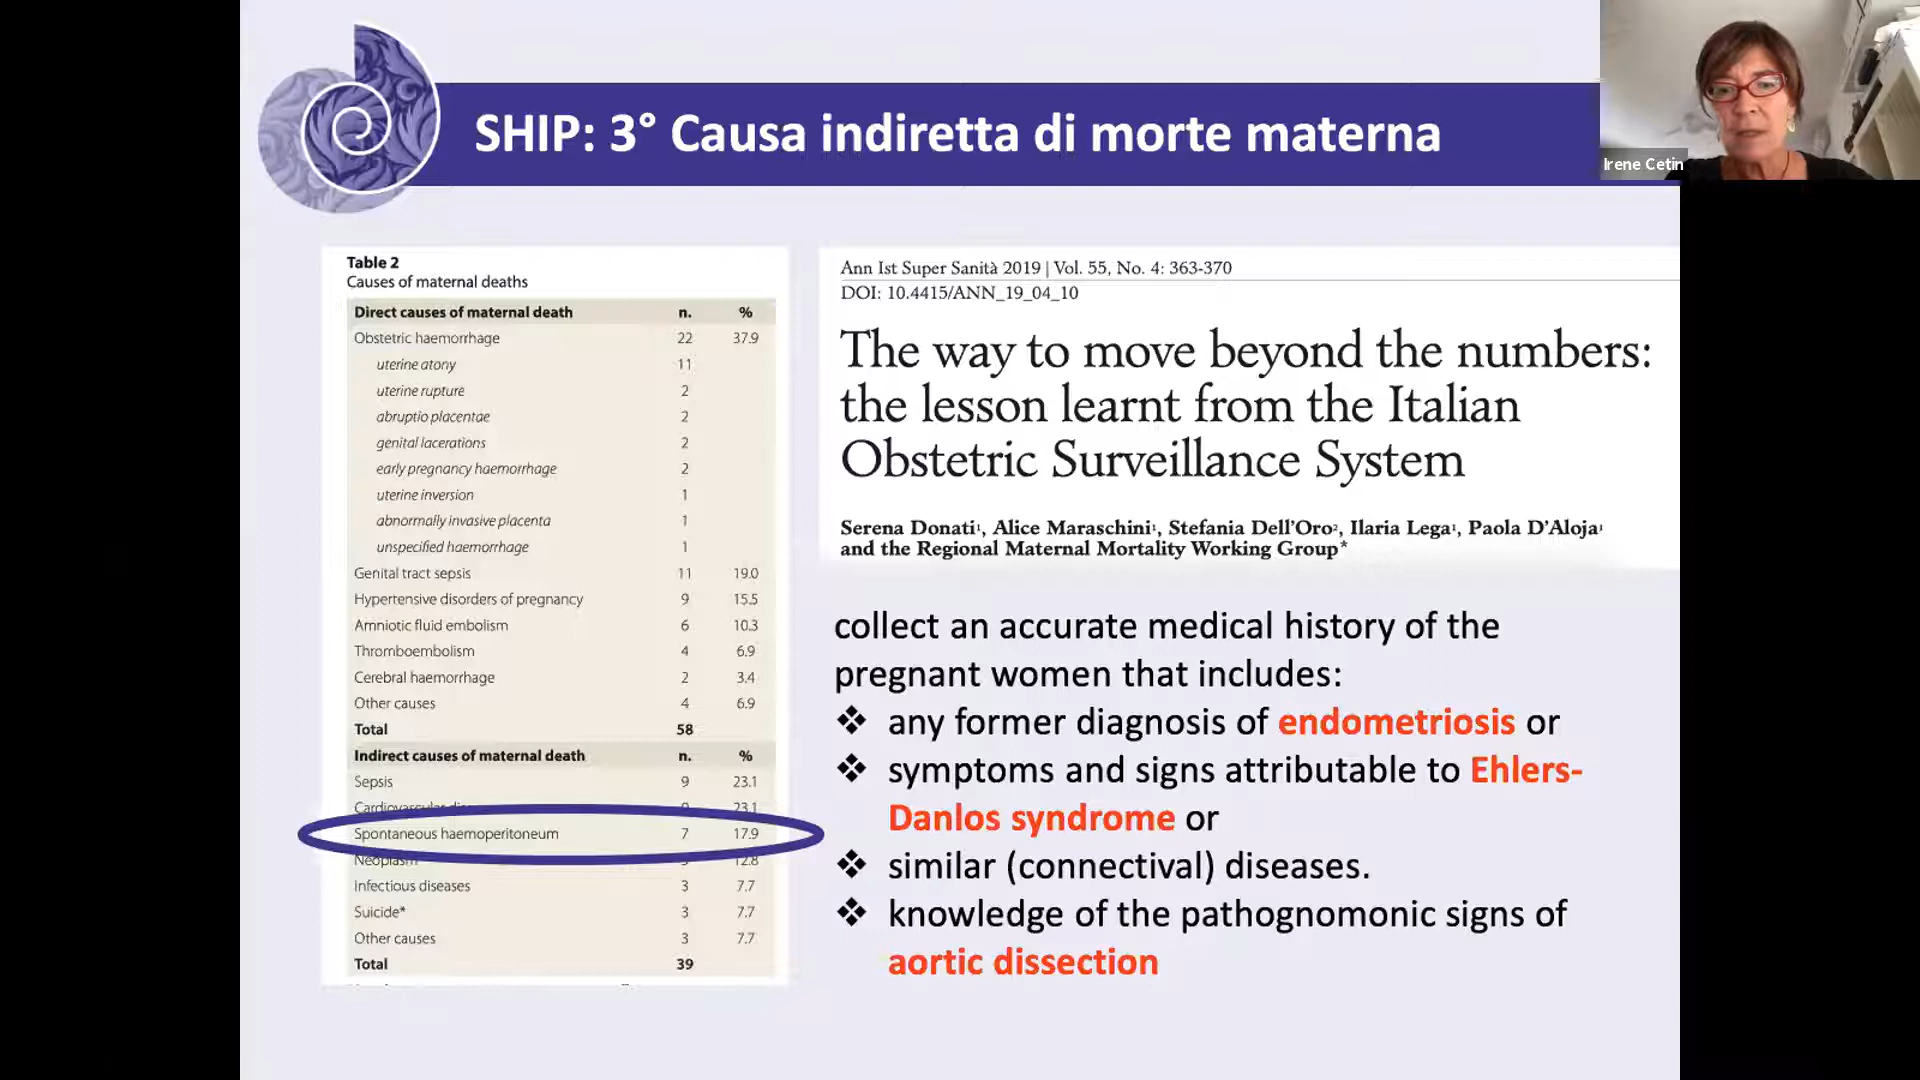 SHIP: 3° Causa indiretta di morte materna
Irene Cetin
Table 2
Causes of maternal deaths
Direct causes of maternal death n. %
Obstetric haemorrhage 22 37.9
uterine atony 11
uterine rupture 2
abruptio placentae 2
genital lacerations 2
early pregnancy haemorrhage 2
uterine inversion 1
abnormally invasive placenta 1
unspecified haemorrhage 1
Genital tract sepsis 11 19.0
Hypertensive disorders of pregnancy 9 15.5
Amniotic fluid embolism 6 10.3
Thromboembolism 4 6.9
Cerebral haemorrhage 2 3.4
Other causes 4 6.9
Total 58
Indirect causes of maternal death n. %
Sepsis 9 23.1
Cardiovascular 23.1
Spontaneous haemoperitoneum 7 17.9
Neoplasm 12.8
Infectious diseases 3 7.7
Suicide* 3 7.7
Other causes 3 7.7
Total 39
Ann Ist Super Sanità 2019 | Vol. 55, No. 4: 363-370
DOI: 10.4415/ANN_19_04_10
The way to move beyond the numbers:
the lesson learnt from the Italian
Obstetric Surveillance System
Serena Donati¹, Alice Maraschini¹, Stefania Dell'Oro², Ilaria Lega¹, Paola D'Aloja¹
and the Regional Maternal Mortality Working Group*
collect an accurate medical history of the
pregnant women that includes:
❖ any former diagnosis of endometriosis or
❖ symptoms and signs attributable to Ehlers-
Danlos syndrome or
❖ similar (connectival) diseases.
❖ knowledge of the pathognomonic signs of
aortic dissection